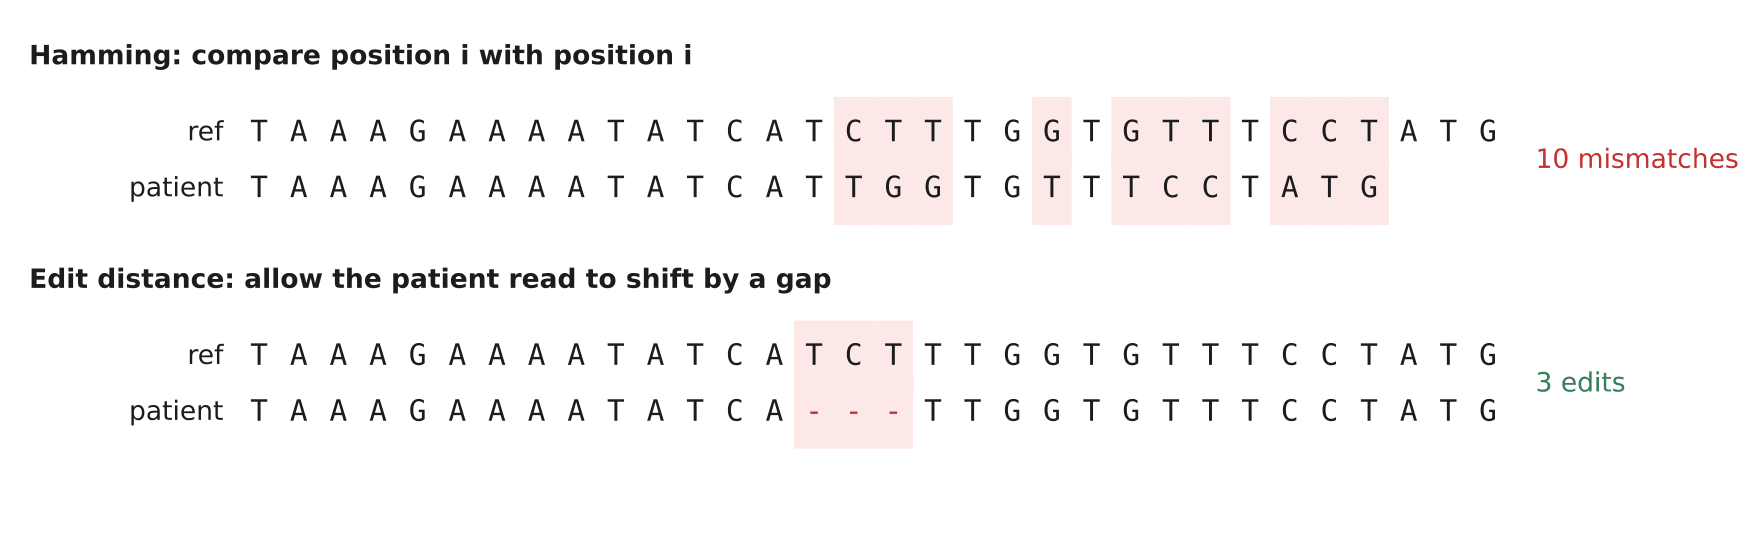 Hamming: compare position i with position i
ref T A A A G A A A A T A T C A T C T T T G G T G T T T C C T A T G
10 mismatches
patient T A A A G A A A A T A T C A T T G G T G T T T C C T A T G
Edit distance: allow the patient read to shift by a gap
ref T A A A G A A A A T A T C A T C T T T G G T G T T T C C T A T G
3 edits
patient T A A A G A A A A T A T C A - - - T T G G T G T T T C C T A T G